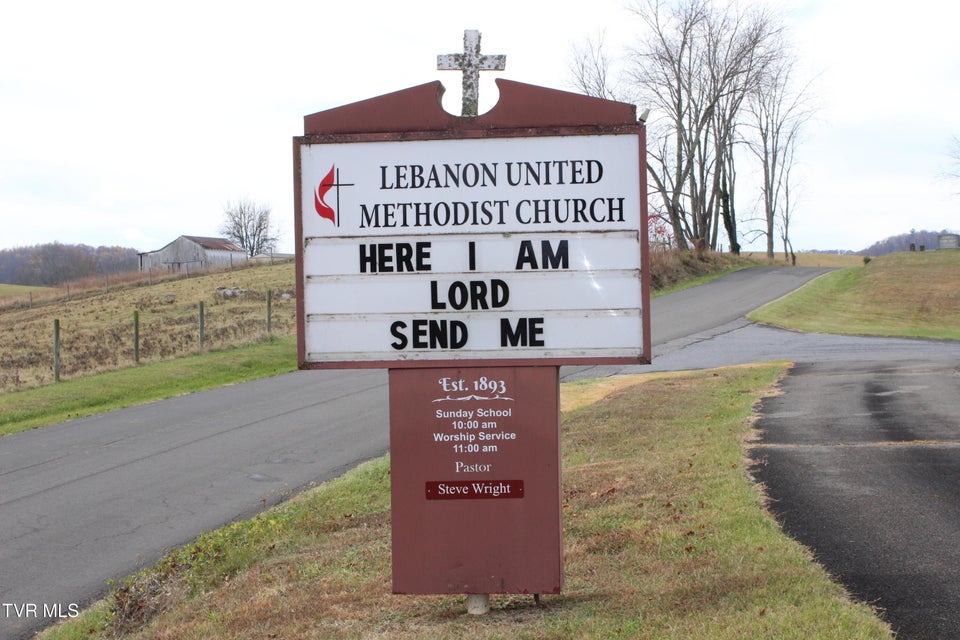 LEBANON UNITED
METHODIST CHURCH
HERE I AM
LORD
SEND ME
Est. 1893
Sunday School
10:00 am
Worship Service
11:00 am
Pastor
Steve Wright
TVR MLS